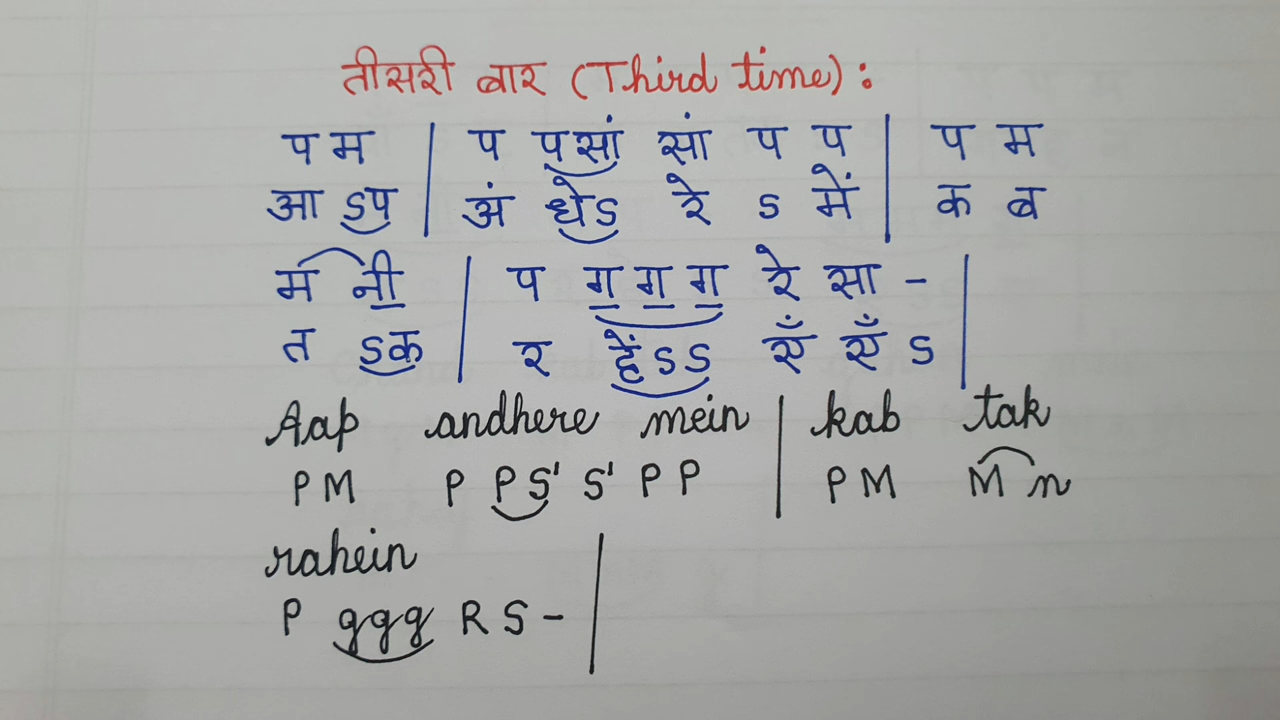 तीसरी बार (Third time):
प म | प पसां सां प प | प म
आ ऽप | अं धेऽ रे ऽ में | क ब
म नी॒ | प ग॒ ग॒ ग॒ रे सा -|
त ऽक | र हेंऽऽ एँ एँ ऽ |
Aap andhere mein | kab tak
PM P PS' S' P P | PM M n
rahein
P ggg R S - |